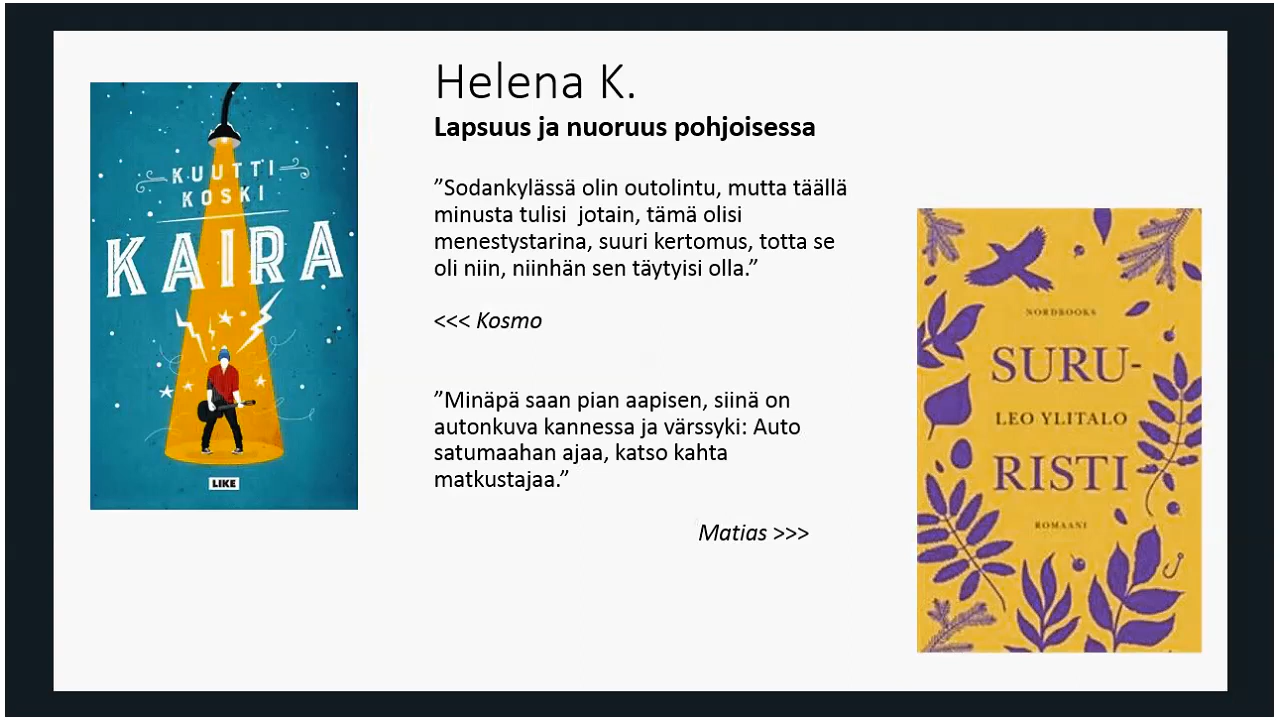 KUUTTI
KOSKI
KAIRA
LIKE
Helena K.
Lapsuus ja nuoruus pohjoisessa
”Sodankylässä olin outolintu, mutta täällä
minusta tulisi  jotain, tämä olisi
menestystarina, suuri kertomus, totta se
oli niin, niinhän sen täytyisi olla.”
<<< Kosmo
”Minäpä saan pian aapisen, siinä on
autonkuva kannessa ja värssyki: Auto
satumaahan ajaa, katso kahta
matkustajaa.”
Matias >>>
NORDBOOKS
SURU-
LEO YLITALO
RISTI
ROMAANI